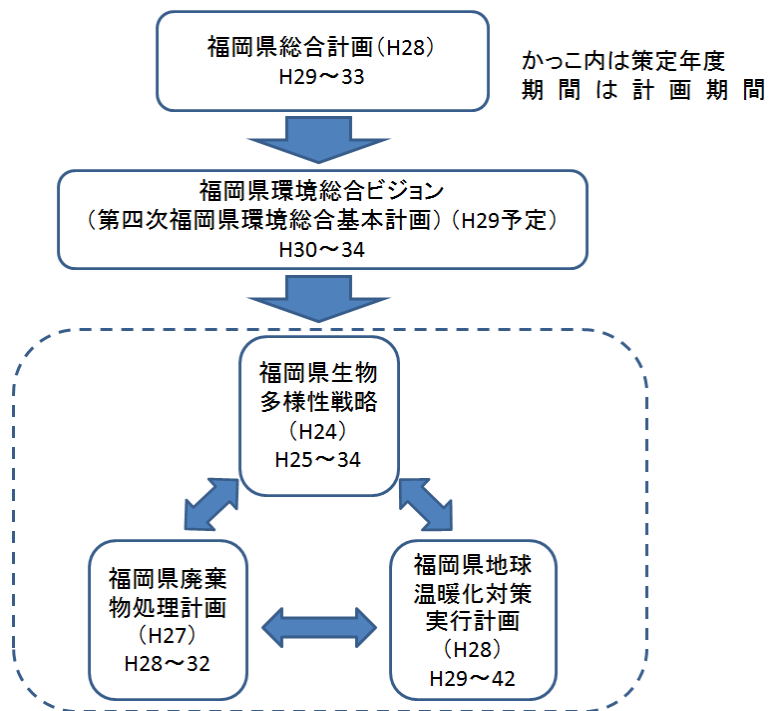 福岡県総合計画（H28）
H29～33
かっこ内は策定年度
期間は計画期間
福岡県環境総合ビジョン
（第四次福岡県環境総合基本計画）（H29予定）
H30～34
福岡県生物
多様性戦略
（H24）
H25～34
福岡県廃棄
物処理計画
（H27）
H28～32
福岡県地球
温暖化対策
実行計画
（H28）
H29～42